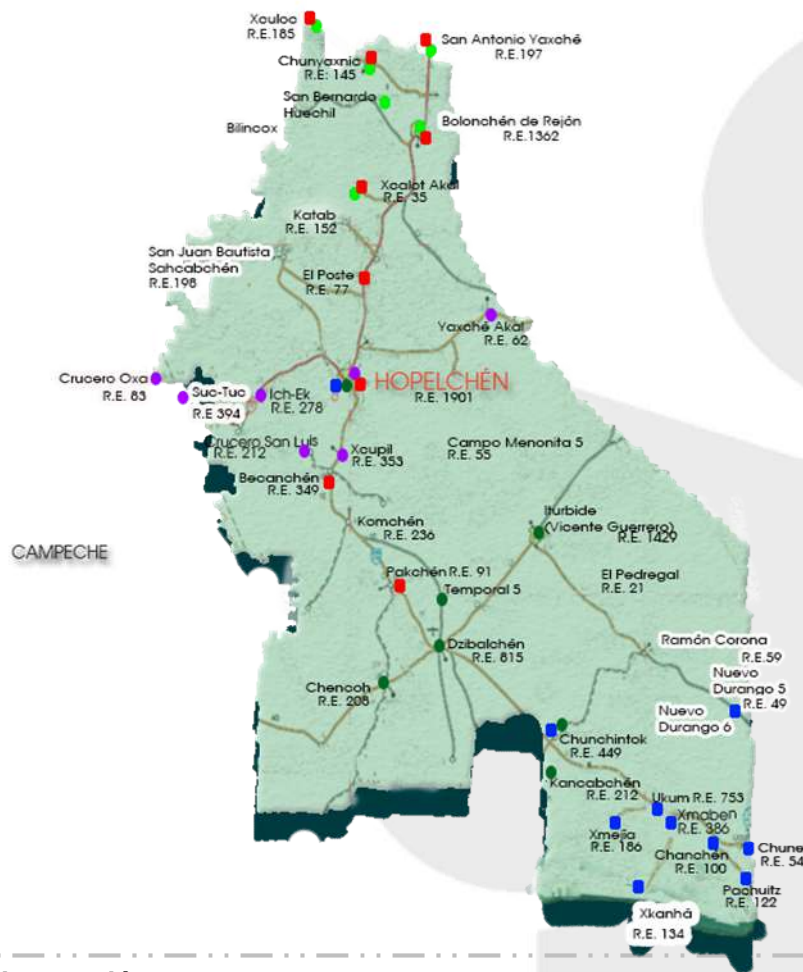 Xculoc
R.E.185
San Antonio Yaxché
R.E.197
Chunyaxnic
R.E: 145
San Bernardo
Huechil
Bilincox
Bolonchén de Rejón
R.E.1362
Xcalot Akal
R.E. 35
Katab
R.E. 152
San Juan Bautista
Sahcabchén
R.E.198
El Poste
R.E. 77
Yaxché Akal
R.E. 62
Crucero Oxa
R.E. 83
Suc-Tuc
R.E 394
Ich-Ek
R.E. 278
HOPELCHÉN
R.E. 1901
Crucero San Luis
R.E. 212
Xcupil
R.E. 353
Campo Menonita 5
R.E. 55
Becanchén
R.E. 349
Komchén
R.E. 236
Iturbide
(Vicente Guerrero)
R.E. 1429
CAMPECHE
Pakchén R.E. 91
Temporal 5
El Pedregal
R.E. 21
Dzibalchén
R.E. 815
Ramón Corona
R.E.59
Chencoh
R.E. 208
Nuevo
Durango 5
R.E. 49
Nuevo
Durango 6
Chunchintok
R.E. 449
Kancabchén
R.E. 212
Ukum R.E. 753
Xmaben
R.E. 386
Xmejía
R.E. 186
Chanchén
R.E. 100
Chune
R.E. 54
Pachuitz
R.E. 122
Xkanhá
R.E. 134